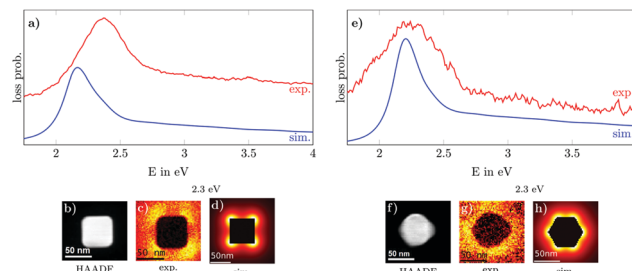 a)
loss prob.
exp.
sim.
2
2.5
3
3.5
4
E in eV
2.3 eV
b)
50 nm
HAADF
c)
50 nm
exp.
d)
50nm
e)
loss prob.
exp.
sim.
2
2.5
3
3.5
E in eV
2.3 eV
f)
50 nm
HAADF
g)
50 nm
exp.
h)
50nm
sim.